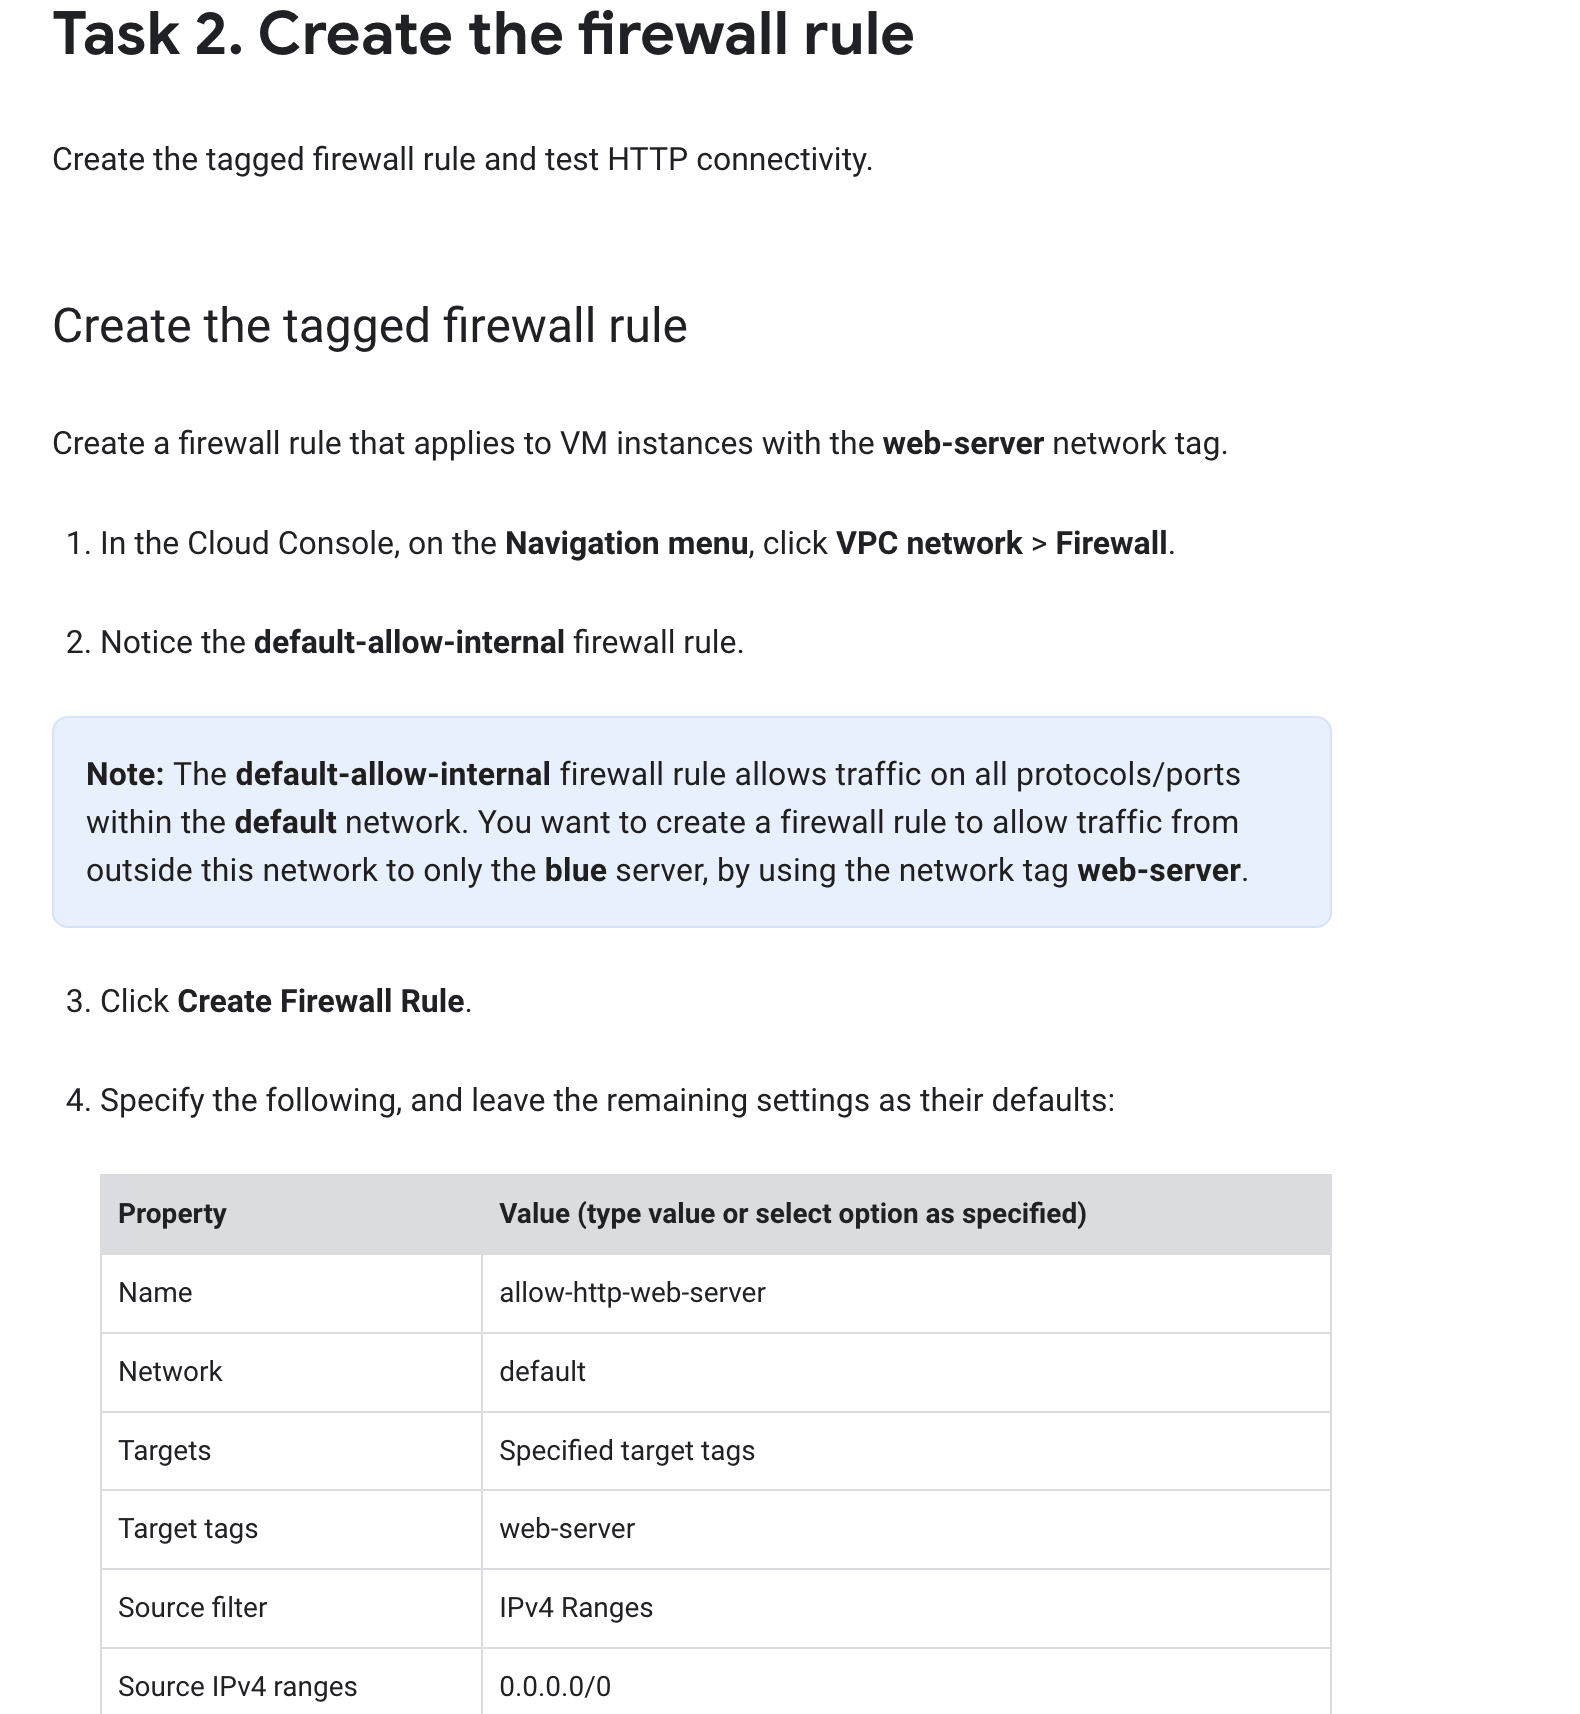 Task 2. Create the firewall rule
Create the tagged firewall rule and test HTTP connectivity.
Create the tagged firewall rule
Create a firewall rule that applies to VM instances with the web-server network tag.
1. In the Cloud Console, on the Navigation menu, click VPC network > Firewall.
2. Notice the default-allow-internal firewall rule.
Note: The default-allow-internal firewall rule allows traffic on all protocols/ports
within the default network. You want to create a firewall rule to allow traffic from
outside this network to only the blue server, by using the network tag web-server.
3. Click Create Firewall Rule.
4. Specify the following, and leave the remaining settings as their defaults:
Property Value (type value or select option as specified)
Name allow-http-web-server
Network default
Targets Specified target tags
Target tags web-server
Source filter IPv4 Ranges
Source IPv4 ranges 0.0.0.0/0